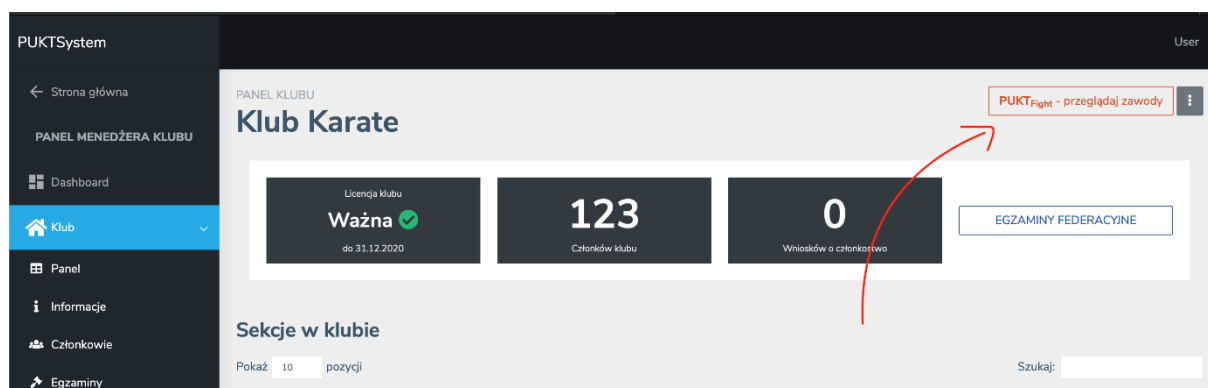 PUKTSystem
User
Strona główna
PANEL MENEDŻERA KLUBU
Dashboard
Klub
Panel
Informacje
Członkowie
Egzaminy
PANEL KLUBU
Klub Karate
PUKTFight - przeglądaj zawody
Licencja klubu
Ważna
do 31.12.2020
123
Członków klubu
0
Wniosków o członkostwo
EGZAMINY FEDERACYJNE
Sekcje w klubie
Pokaż 10 pozycji
Szukaj: